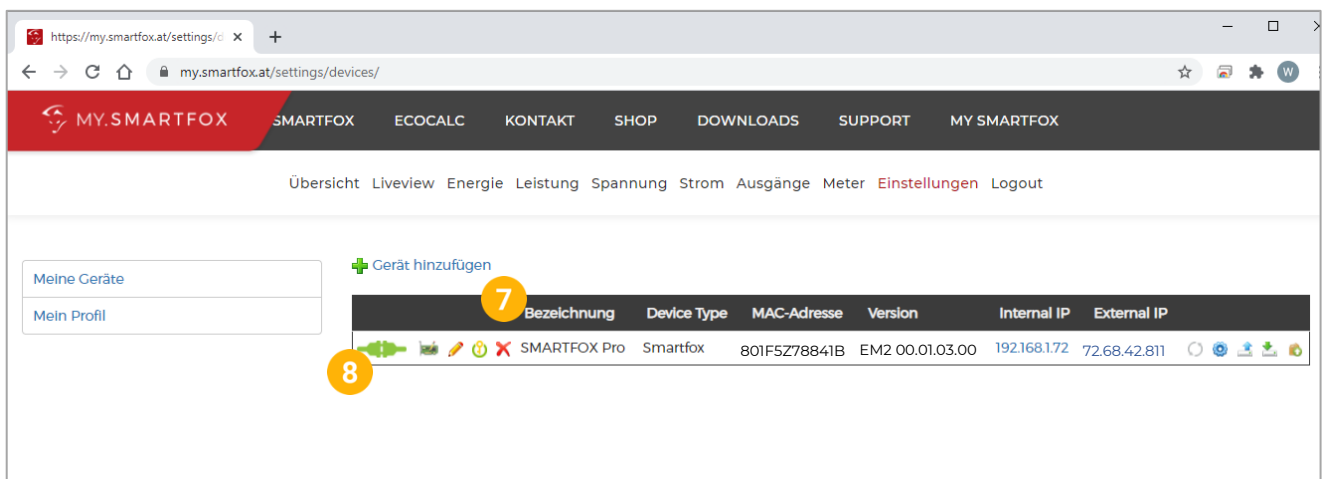 https://my.smartfox.at/settings/d
my.smartfox.at/settings/devices/
W
MY.SMARTFOX SMARTFOX ECOCALC KONTAKT SHOP DOWNLOADS SUPPORT MY SMARTFOX
Übersicht Liveview Energie Leistung Spannung Strom Ausgänge Meter Einstellungen Logout
Meine Geräte
Mein Profil
Gerät hinzufügen
7
Bezeichnung Device Type MAC-Adresse Version Internal IP External IP
SMARTFOX Pro Smartfox 801F5Z78841B EM2 00.01.03.00 192.168.1.72 72.68.42.811
8